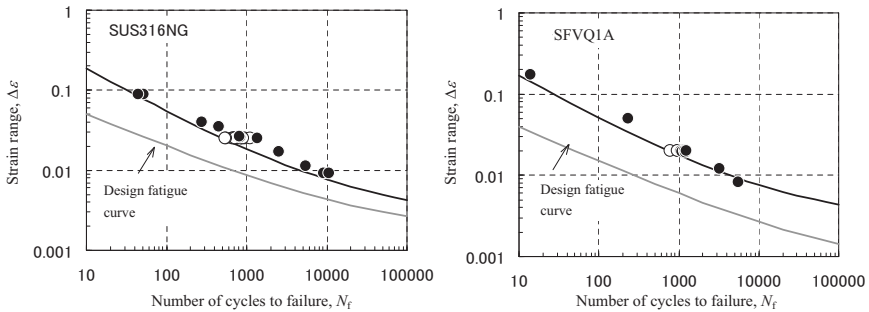 SUS316NG
1
0.1
0.01
0.001
Strain range, Δε
Design fatigue
curve
10 100 1000 10000 100000
Number of cycles to failure, Nf
SFVQ1A
1
0.1
0.01
0.001
Strain range, Δε
Design fatigue
curve
10 100 1000 10000 100000
Number of cycles to failure, Nf